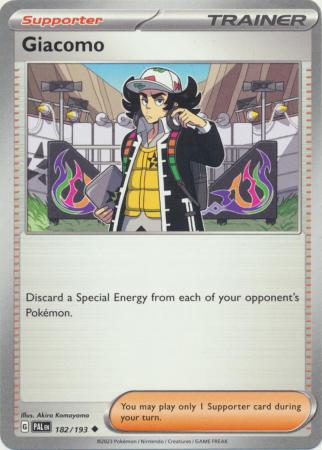 Supporter
TRAINER
Giacomo
Discard a Special Energy from each of your opponent's
Pokémon.
Illus. Akira Komayama
G PAL EN 182/193 ◆
You may play only 1 Supporter card during
your turn.
©2023 Pokémon / Nintendo / Creatures / GAME FREAK